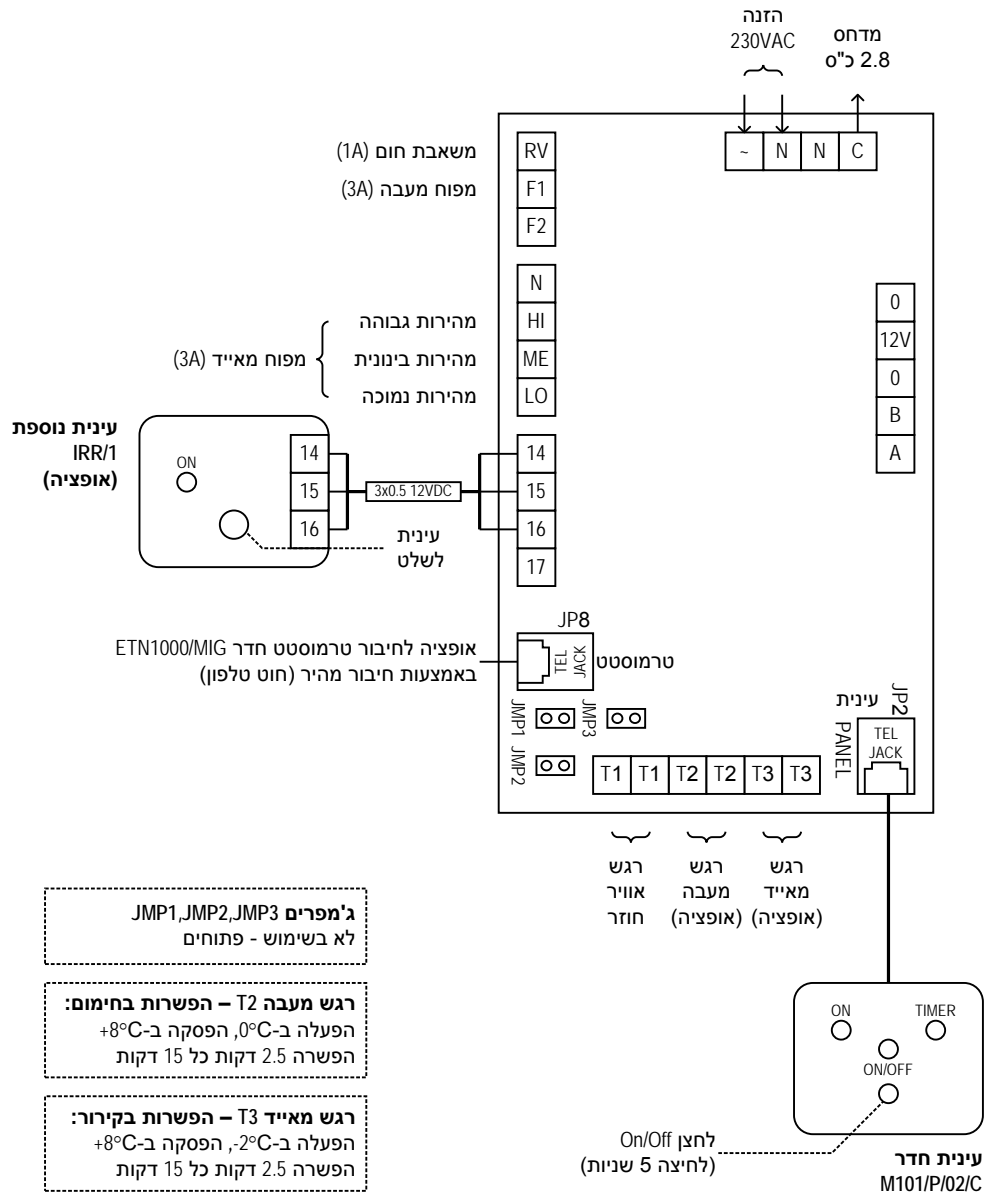 הזנה
230VAC
מדחס
2.8 כ"ס
~ N N C
משאבת חום (1A)
RV
מפוח מעבה (3A)
F1
F2
N
מהירות גבוהה
HI
מפוח מאייד (3A)
מהירות בינונית
ME
מהירות נמוכה
LO
0
12V
0
B
A
עינית נוספת
IRR/1
(אופציה)
ON
14
15
16
3x0.5 12VDC
עינית
לשלט
14
15
16
17
JP8
TEL
JACK
טרמוסטט
אופציה לחיבור טרמוסטט חדר ETN1000/MIG
באמצעות חיבור מהיר (חוט טלפון)
JMP1
JMP3
JMP2
T1 T1 T2 T2 T3 T3
עינית
JP2
PANEL
TEL
JACK
רגש
אוויר
חוזר
רגש
מעבה
(אופציה)
רגש
מאייד
(אופציה)
ג'מפרים JMP1,JMP2,JMP3
לא בשימוש - פתוחים
רגש מעבה T2 – הפשרות בחימום:
הפעלה ב-0°C, הפסקה ב-8°C+
הפשרה 2.5 דקות כל 15 דקות
רגש מאייד T3 – הפשרות בקירור:
הפעלה ב-2°C-, הפסקה ב-8°C+
הפשרה 2.5 דקות כל 15 דקות
ON
TIMER
ON/OFF
לחצן On/Off
(לחיצה 5 שניות)
עינית חדר
M101/P/02/C